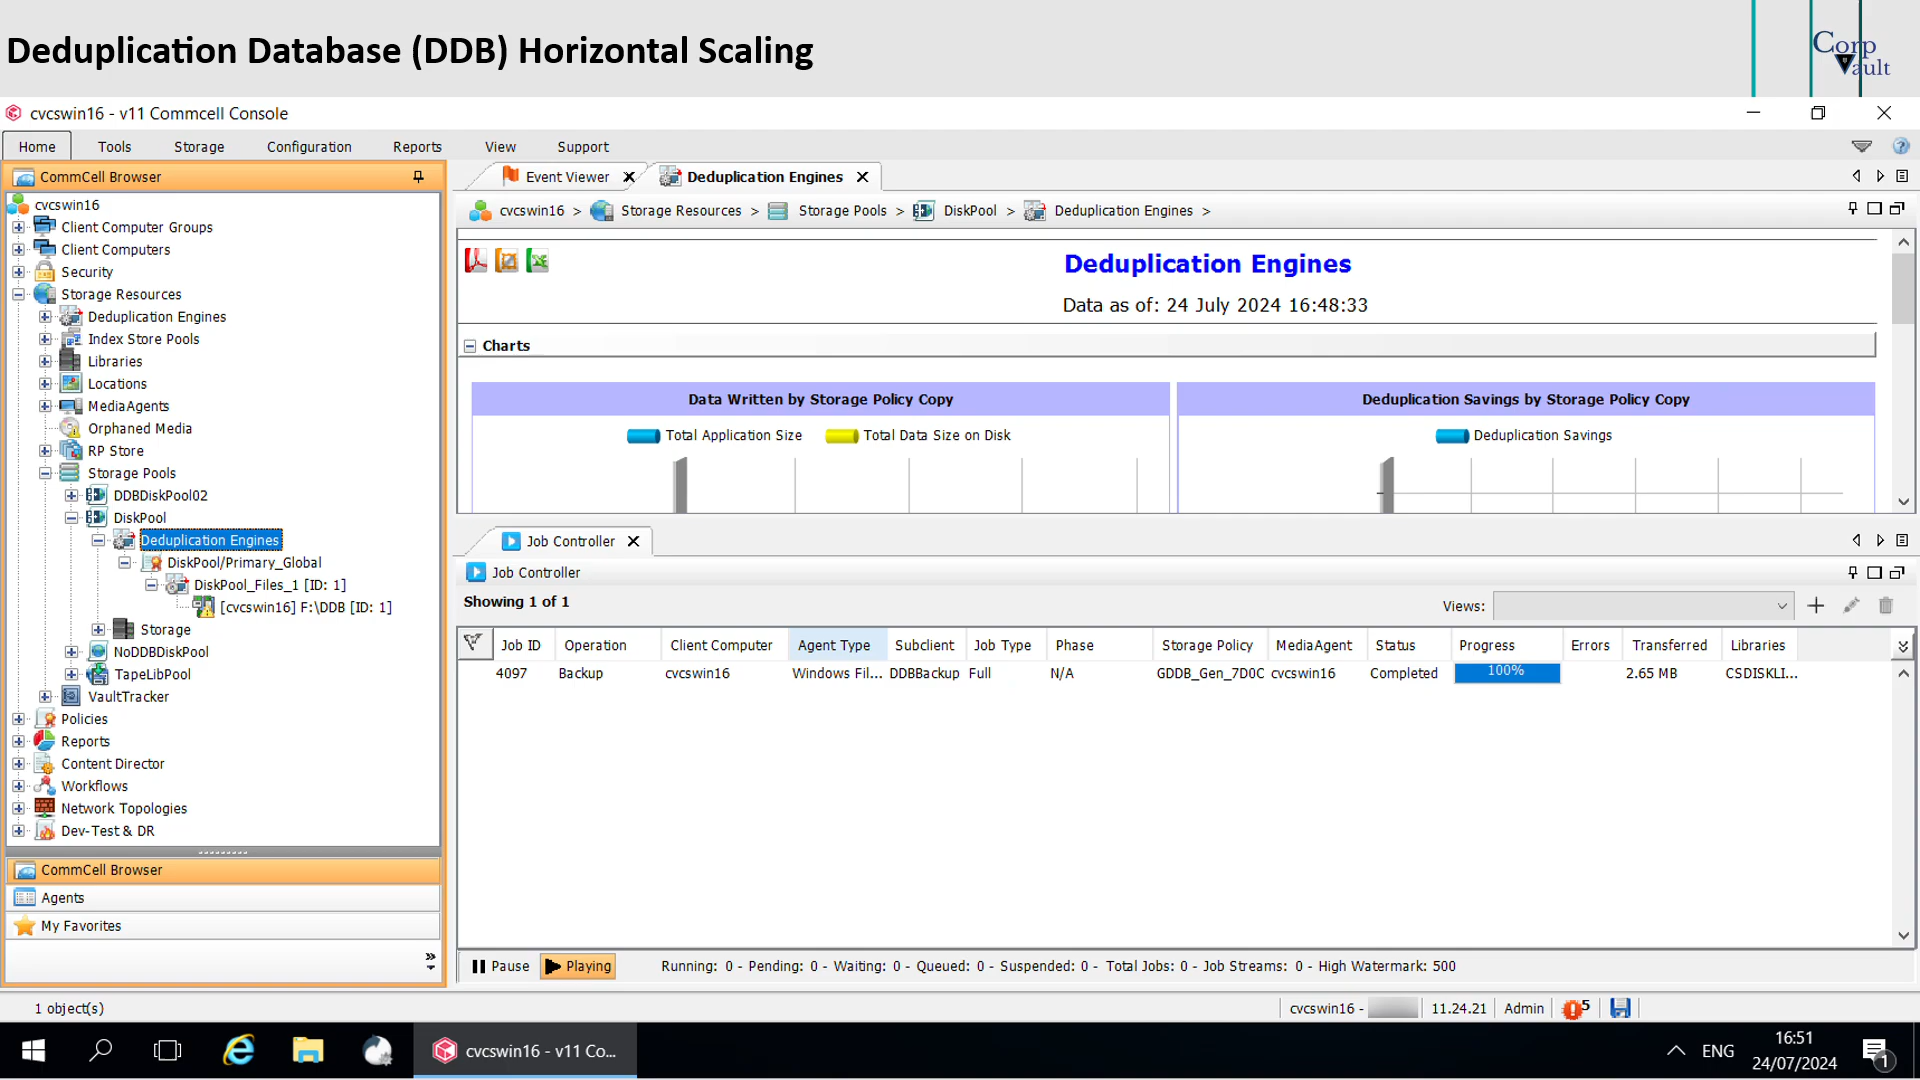 Deduplication Database (DDB) Horizontal Scaling
Corp
Vault
cvcswin16 - v11 Commcell Console
Home Tools Storage Configuration Reports View Support
CommCell Browser
cvcswin16
Client Computer Groups
Client Computers
Security
Storage Resources
Deduplication Engines
Index Store Pools
Libraries
Locations
MediaAgents
Orphaned Media
RP Store
Storage Pools
DDBDiskPool02
DiskPool
Deduplication Engines
DiskPool/Primary_Global
DiskPool_Files_1 [ID: 1]
[cvcswin16] F:\DDB [ID: 1]
Storage
NoDDBDiskPool
TapeLibPool
VaultTracker
Policies
Reports
Content Director
Workflows
Network Topologies
Dev-Test & DR
CommCell Browser
Agents
My Favorites
Event Viewer Deduplication Engines
cvcswin16 > Storage Resources > Storage Pools > DiskPool > Deduplication Engines >
Deduplication Engines
Data as of: 24 July 2024 16:48:33
Charts
Data Written by Storage Policy Copy
Total Application Size Total Data Size on Disk
Deduplication Savings by Storage Policy Copy
Deduplication Savings
Job Controller
Job Controller
Showing 1 of 1
Views:
Job ID Operation Client Computer Agent Type Subclient Job Type Phase Storage Policy MediaAgent Status Progress Errors Transferred Libraries
4097 Backup cvcswin16 Windows Fil... DDBBackup Full N/A GDDB_Gen_7D0C cvcswin16 Completed 100% 2.65 MB CSDISKLI...
Pause Playing Running: 0 - Pending: 0 - Waiting: 0 - Queued: 0 - Suspended: 0 - Total Jobs: 0 - Job Streams: 0 - High Watermark: 500
1 object(s) cvcswin16 - 11.24.21 Admin 5
cvcswin16 - v11 Co...
ENG
16:51
24/07/2024
1